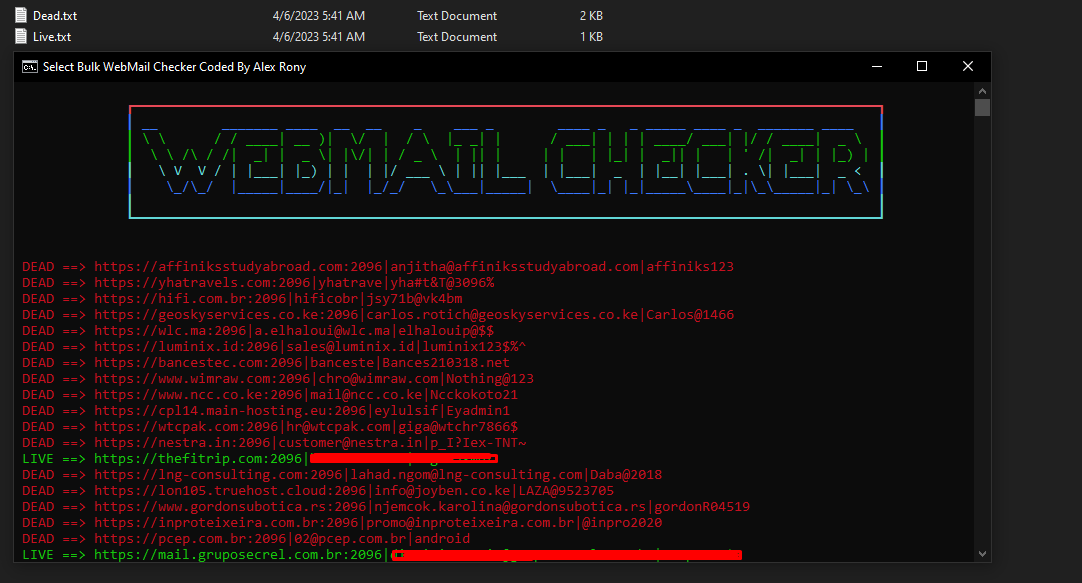 Dead.txt 4/6/2023 5:41 AM Text Document 2 KB
Live.txt 4/6/2023 5:41 AM Text Document 1 KB
Select Bulk WebMail Checker Coded By Alex Rony
WEBMAIL CHECKER
DEAD ==> https://affiniksstudyabroad.com:2096|anjitha@affiniksstudyabroad.com|affiniks123
DEAD ==> https://yhatravels.com:2096|yhatrave|yha#t&T@3096%
DEAD ==> https://hifi.com.br:2096|hificobr|jsy71b@vk4bm
DEAD ==> https://geoskyservices.co.ke:2096|carlos.rotich@geoskyservices.co.ke|Carlos@1466
DEAD ==> https://wlc.ma:2096|a.elhaloui@wlc.ma|elhalouip@$$
DEAD ==> https://luminix.id:2096|sales@luminix.id|luminix123$%^
DEAD ==> https://bancestec.com:2096|banceste|Bances210318.net
DEAD ==> https://www.wimraw.com:2096|chro@wimraw.com|Nothing@123
DEAD ==> https://www.ncc.co.ke:2096|mail@ncc.co.ke|Ncckokoto21
DEAD ==> https://cpl14.main-hosting.eu:2096|eylulsif|Eyadmin1
DEAD ==> https://wtcpak.com:2096|hr@wtcpak.com|giga@wtchr7866$
DEAD ==> https://nestra.in:2096|customer@nestra.in|p_I?Iex-TNT~
LIVE ==> https://thefitrip.com:2096|
DEAD ==> https://lng-consulting.com:2096|lahad.ngom@lng-consulting.com|Daba@2018
DEAD ==> https://lon105.truehost.cloud:2096|info@joyben.co.ke|LAZA@9523705
DEAD ==> https://www.gordonsubotica.rs:2096|njemcok.karolina@gordonsubotica.rs|gordonR04519
DEAD ==> https://inproteixeira.com.br:2096|promo@inproteixeira.com.br|@inpro2020
DEAD ==> https://pcep.com.br:2096|02@pcep.com.br|android
LIVE ==> https://mail.gruposecrel.com.br:2096|